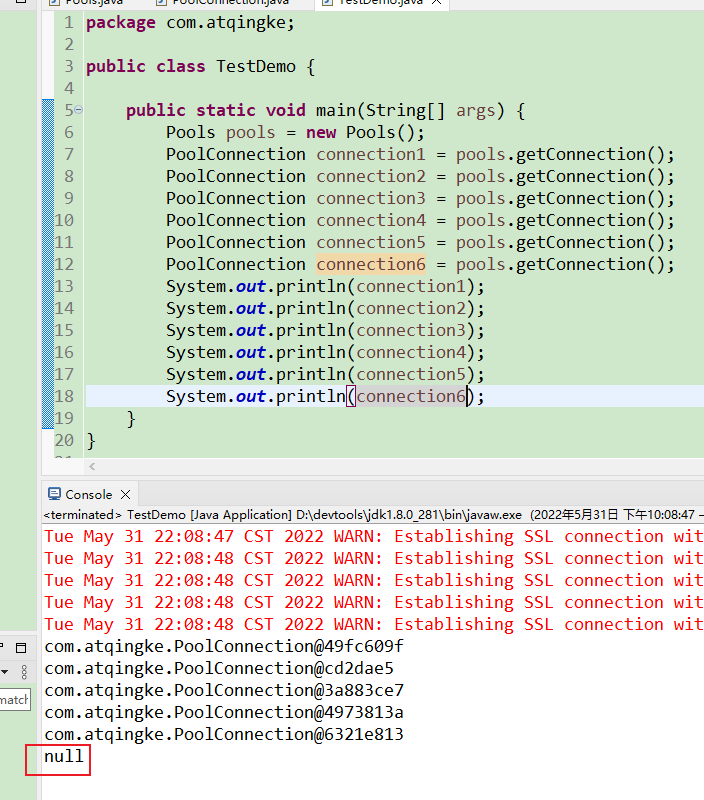 Pools.java PoolConnection.java TestDemo.java
1 package com.atqingke;
2
3 public class TestDemo {
4
5 public static void main(String[] args) {
6 Pools pools = new Pools();
7 PoolConnection connection1 = pools.getConnection();
8 PoolConnection connection2 = pools.getConnection();
9 PoolConnection connection3 = pools.getConnection();
10 PoolConnection connection4 = pools.getConnection();
11 PoolConnection connection5 = pools.getConnection();
12 PoolConnection connection6 = pools.getConnection();
13 System.out.println(connection1);
14 System.out.println(connection2);
15 System.out.println(connection3);
16 System.out.println(connection4);
17 System.out.println(connection5);
18 System.out.println(connection6);
19 }
20 }
Console
<terminated> TestDemo [Java Application] D:\devtools\jdk1.8.0_281\bin\javaw.exe (2022年5月31日 下午10:08:47 –
Tue May 31 22:08:47 CST 2022 WARN: Establishing SSL connection wit
Tue May 31 22:08:48 CST 2022 WARN: Establishing SSL connection wit
Tue May 31 22:08:48 CST 2022 WARN: Establishing SSL connection wit
Tue May 31 22:08:48 CST 2022 WARN: Establishing SSL connection wit
Tue May 31 22:08:48 CST 2022 WARN: Establishing SSL connection wit
com.atqingke.PoolConnection@49fc609f
com.atqingke.PoolConnection@cd2dae5
com.atqingke.PoolConnection@3a883ce7
com.atqingke.PoolConnection@4973813a
com.atqingke.PoolConnection@6321e813
null
match